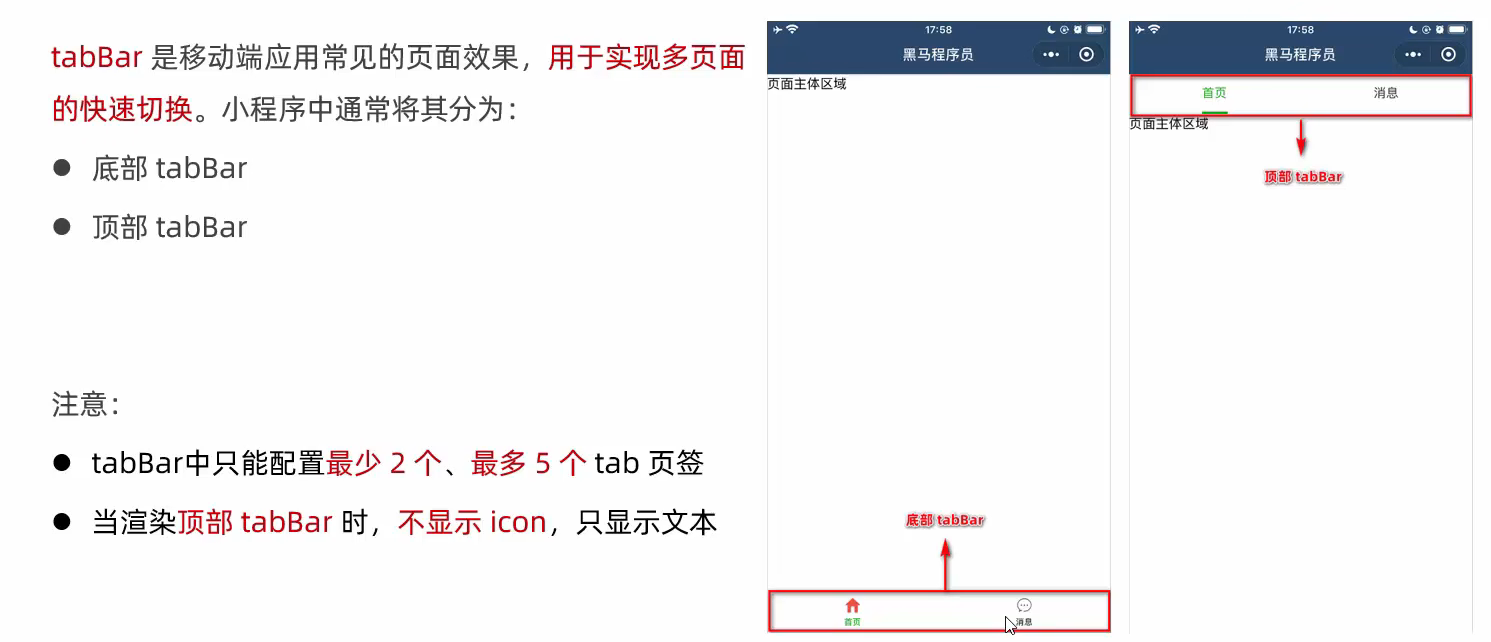 tabBar 是移动端应用常见的页面效果，用于实现多页面
的快速切换。小程序中通常将其分为：
● 底部 tabBar
● 顶部 tabBar
注意：
● tabBar中只能配置最少 2 个、最多 5 个 tab 页签
● 当渲染顶部 tabBar 时，不显示 icon，只显示文本
17:58
黑马程序员
页面主体区域
底部 tabBar
首页
消息
17:58
黑马程序员
首页
消息
页面主体区域
顶部 tabBar